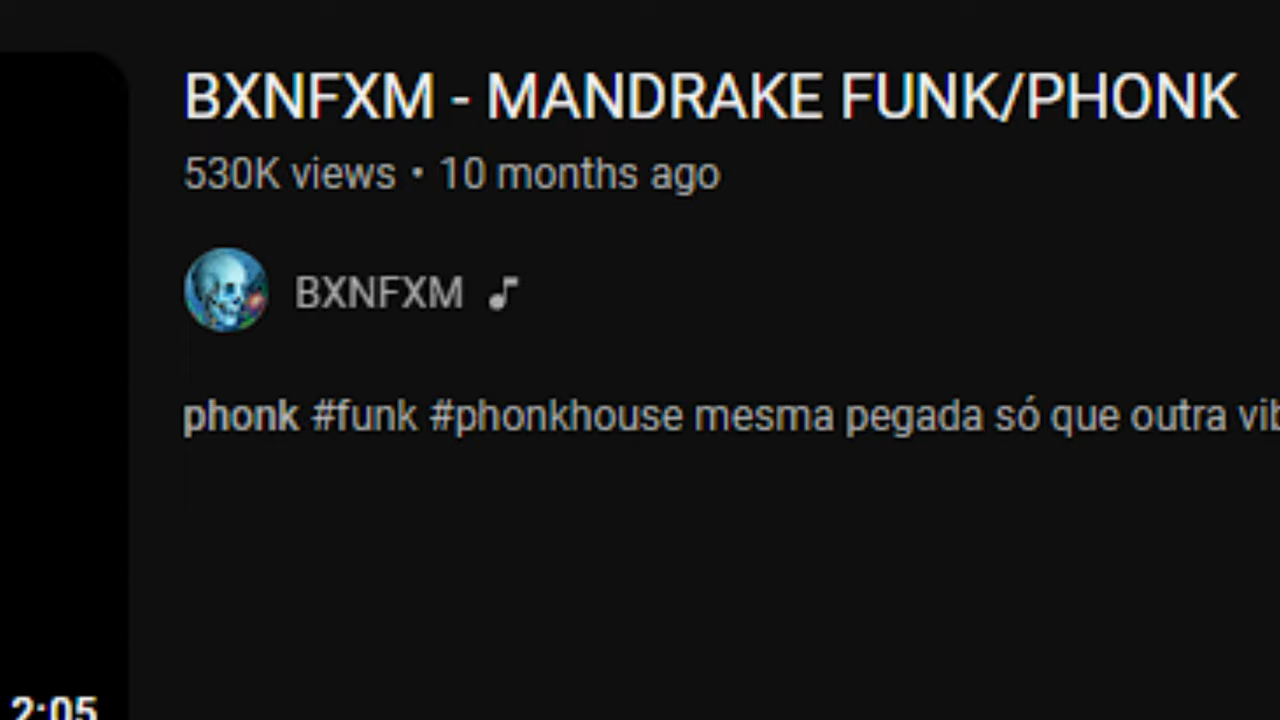 BXNFXM - MANDRAKE FUNK/PHONK
530K views • 10 months ago
BXNFXM
phonk #funk #phonkhouse mesma pegada só que outra
2:05